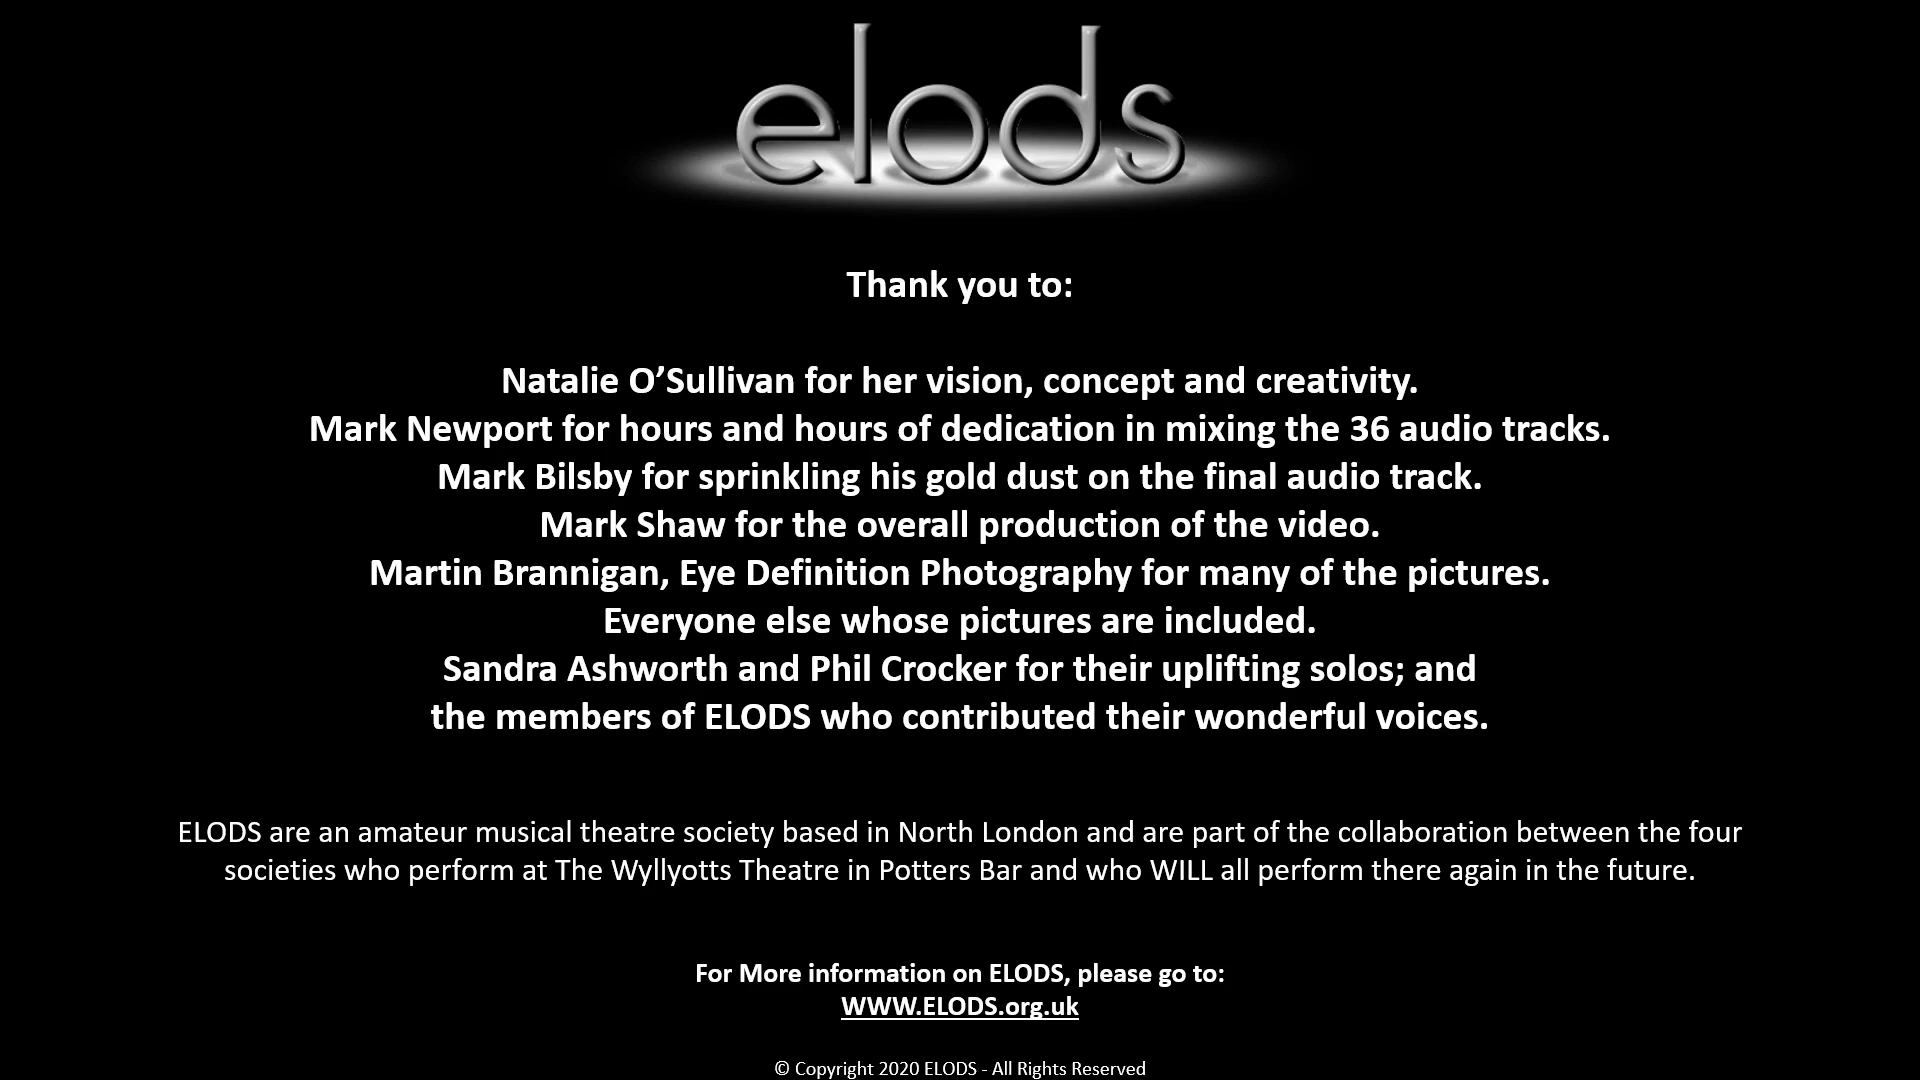 elods
Thank you to:
Natalie O’Sullivan for her vision, concept and creativity.
Mark Newport for hours and hours of dedication in mixing the 36 audio tracks.
Mark Bilsby for sprinkling his gold dust on the final audio track.
Mark Shaw for the overall production of the video.
Martin Brannigan, Eye Definition Photography for many of the pictures.
Everyone else whose pictures are included.
Sandra Ashworth and Phil Crocker for their uplifting solos; and
the members of ELODS who contributed their wonderful voices.
ELODS are an amateur musical theatre society based in North London and are part of the collaboration between the four
societies who perform at The Wyllyotts Theatre in Potters Bar and who WILL all perform there again in the future.
For More information on ELODS, please go to:
WWW.ELODS.org.uk
© Copyright 2020 ELODS - All Rights Reserved